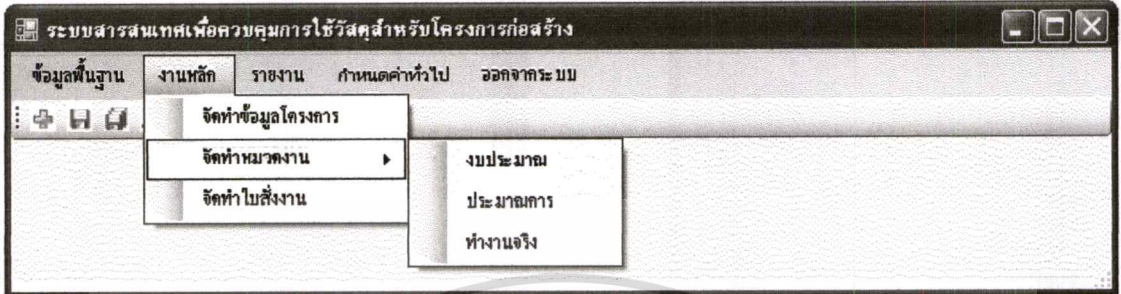 ระบบสารสนเทศเพื่อควบคุมการใช้วัสดุสำหรับโครงการก่อสร้าง
ข้อมูลพื้นฐาน งานหลัก รายงาน กำหนดค่าทั่วไป ออกจากระบบ
จัดทำข้อมูลโครงการ
จัดทำหมวดงาน
จัดทำใบสั่งงาน
งบประมาณ
ประมาณการ
ทำงานจริง